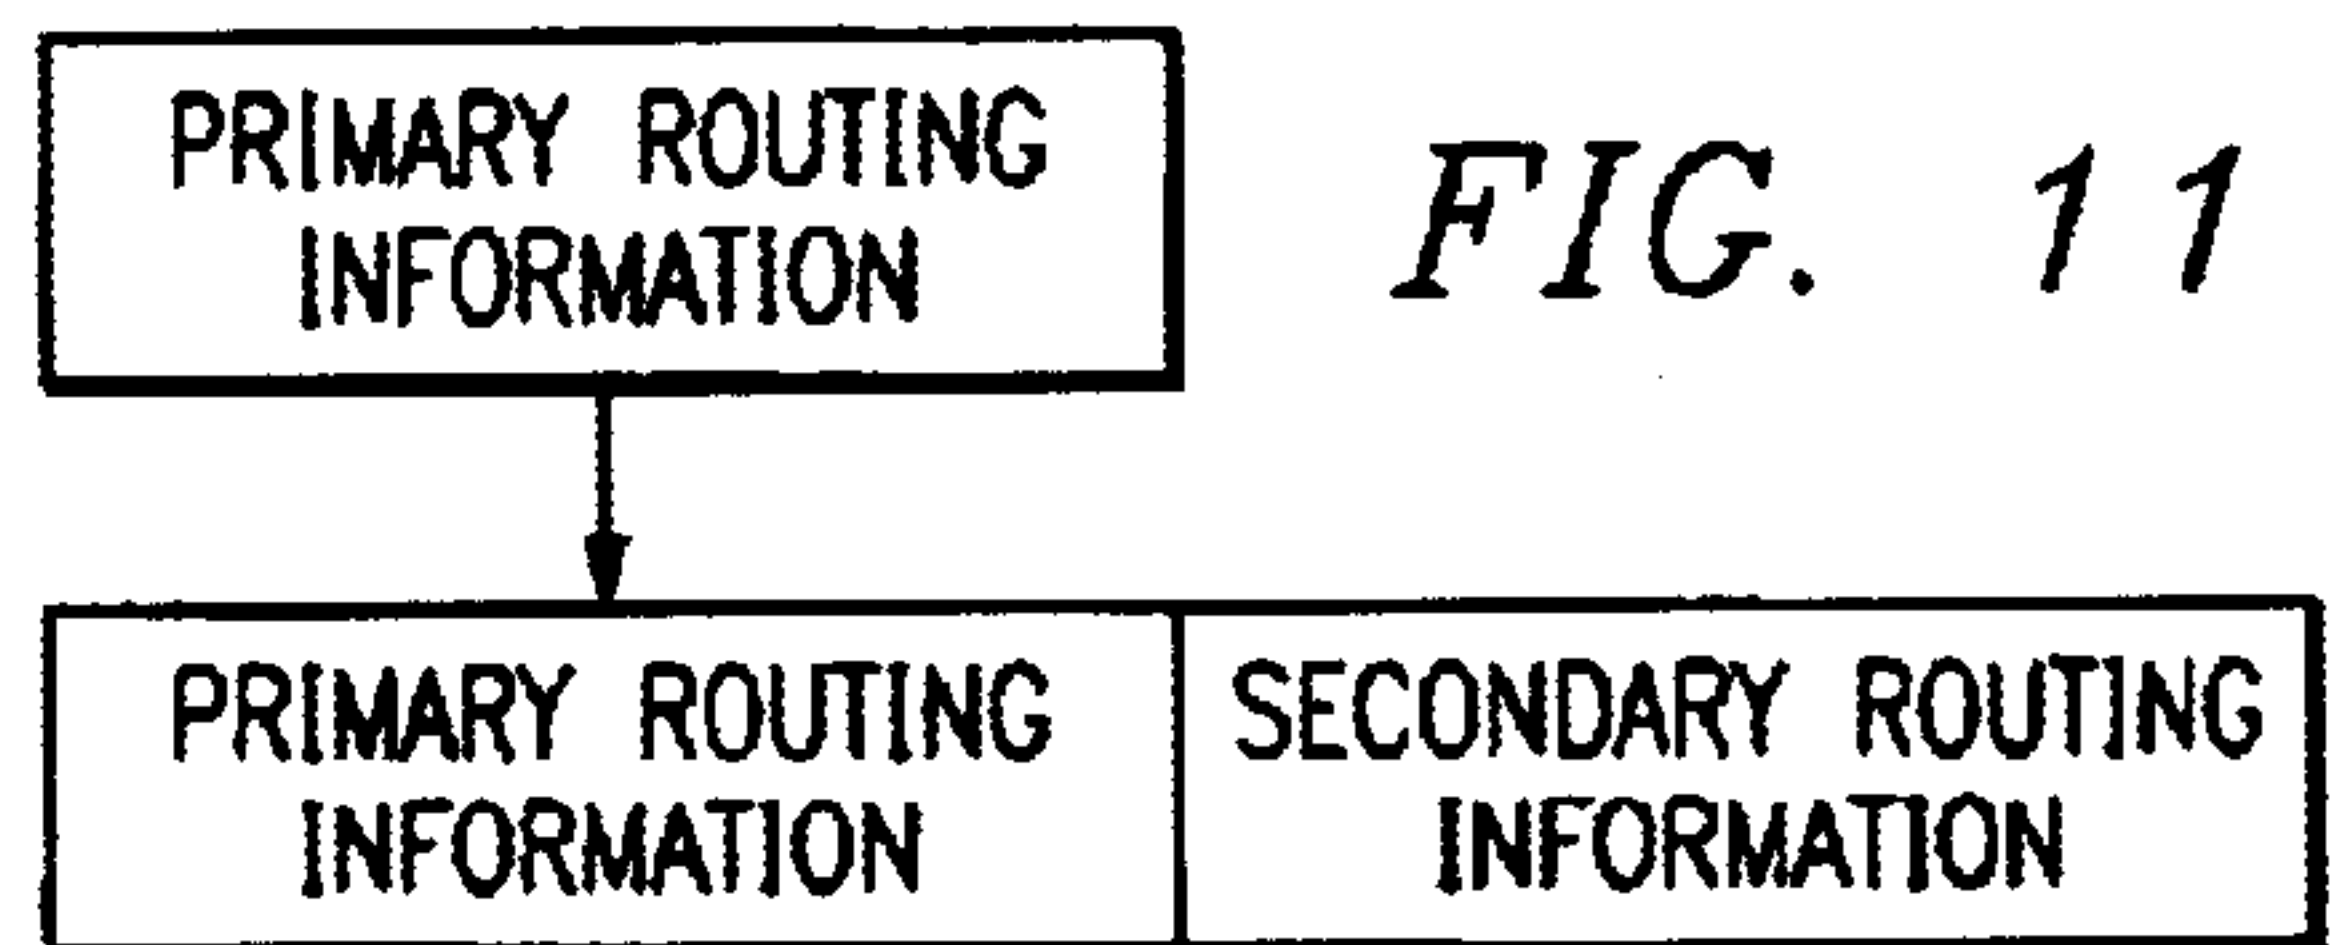 PRIMARY ROUTING
INFORMATION
FIG. 11
PRIMARY ROUTING
INFORMATION
SECONDARY ROUTING
INFORMATION